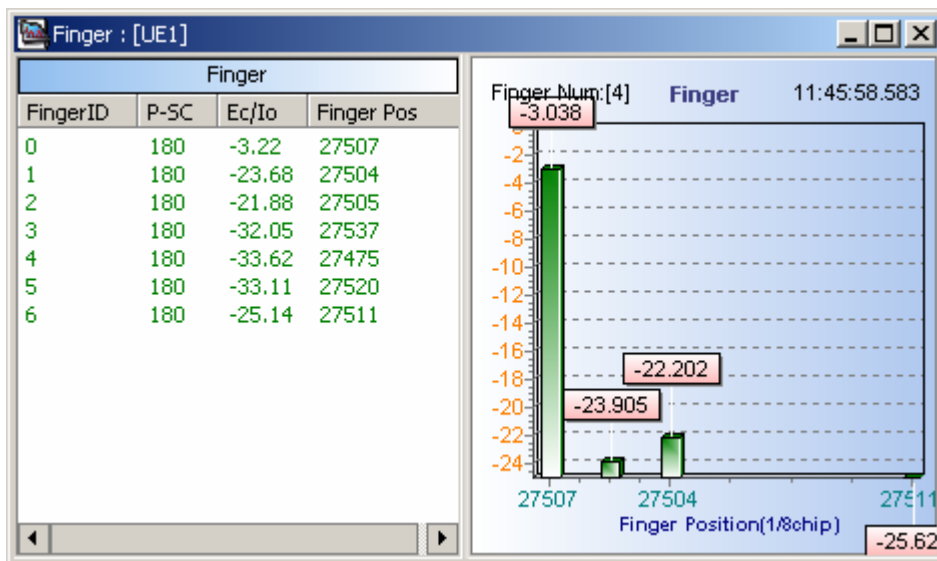 Finger : [UE1]
Finger
FingerID P-SC Ec/Io Finger Pos
0 180 -3.22 27507
1 180 -23.68 27504
2 180 -21.88 27505
3 180 -32.05 27537
4 180 -33.62 27475
5 180 -33.11 27520
6 180 -25.14 27511
Finger Num:[4] Finger 11:45:58.583
-3.038
0
-2
-4
-6
-8
-10
-12
-14
-16
-18
-20
-22
-24
-22.202
-23.905
27507 27504 27511
Finger Position(1/8chip)
-25.62